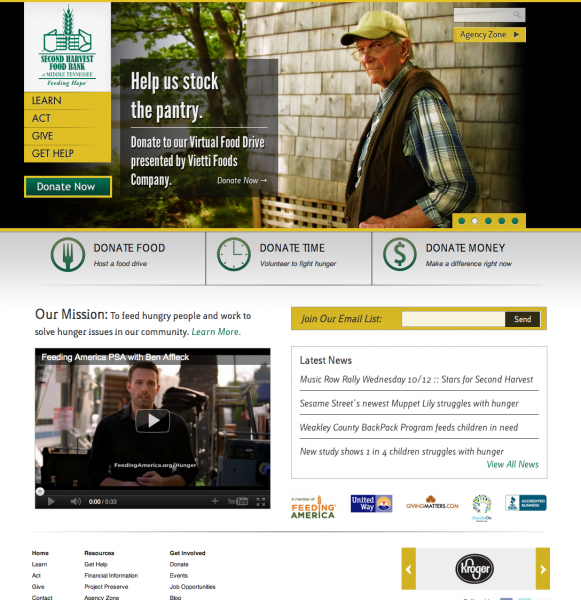 SECOND HARVEST
FOOD BANK
of MIDDLE TENNESSEE
Feeding Hope
LEARN
ACT
GIVE
GET HELP
Donate Now
Agency Zone
Help us stock
the pantry.
Donate to our Virtual Food Drive
presented by Vietti Foods
Company.
Donate Now →
DONATE FOOD
Host a food drive
DONATE TIME
Volunteer to fight hunger
$
DONATE MONEY
Make a difference right now
Our Mission: To feed hungry people and work to
solve hunger issues in our community. Learn More.
Join Our Email List:
Send
Feeding America PSA with Ben Affleck
FeedingAmerica.org/Hunger
0:00 / 0:33
YouTube
Latest News
Music Row Rally Wednesday 10/12 :: Stars for Second Harvest
Sesame Street's newest Muppet Lily struggles with hunger
Weakley County BackPack Program feeds children in need
New study shows 1 in 4 children struggles with hunger
View All News
A member of
FEEDING
AMERICA
United
Way
GIVINGMATTERS.COM
BBB
ACCREDITED
BUSINESS
Home
Learn
Act
Give
Contact
Resources
Get Help
Financial Information
Project Preserve
Agency Zone
Get Involved
Donate
Events
Job Opportunities
Blog
Kroger